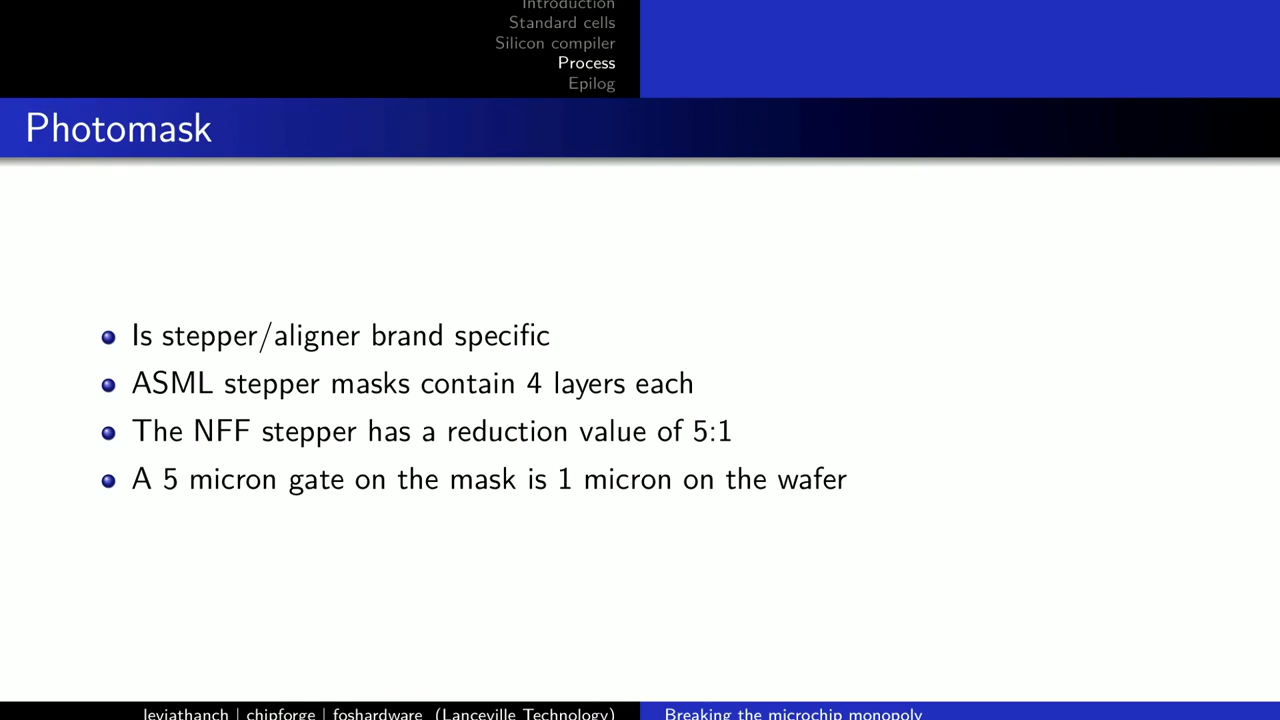 Introduction
Standard cells
Silicon compiler
Process
Epilog
Photomask
Is stepper/aligner brand specific
ASML stepper masks contain 4 layers each
The NFF stepper has a reduction value of 5:1
A 5 micron gate on the mask is 1 micron on the wafer
leviathanch | chipforge | foshardware (Lanceville Technology)
Breaking the microchip monopoly